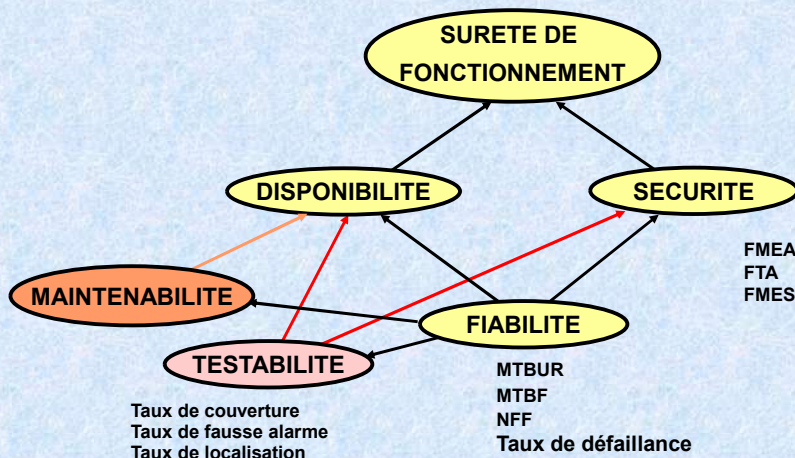 SURETE DE
FONCTIONNEMENT
DISPONIBILITE
SECURITE
FMEA
FTA
FMES
MAINTENABILITE
FIABILITE
TESTABILITE
MTBUR
MTBF
NFF
Taux de défaillance
Taux de couverture
Taux de fausse alarme
Taux de localisation